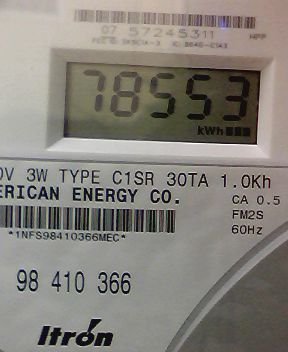 07 57245311
78553
kWh
0V 3W TYPE C1SR 30TA 1.0Kh
ERICAN ENERGY CO.
CA 0.5
FM2S
60Hz
*1NFS98410366MEC*
98 410 366
Itrón